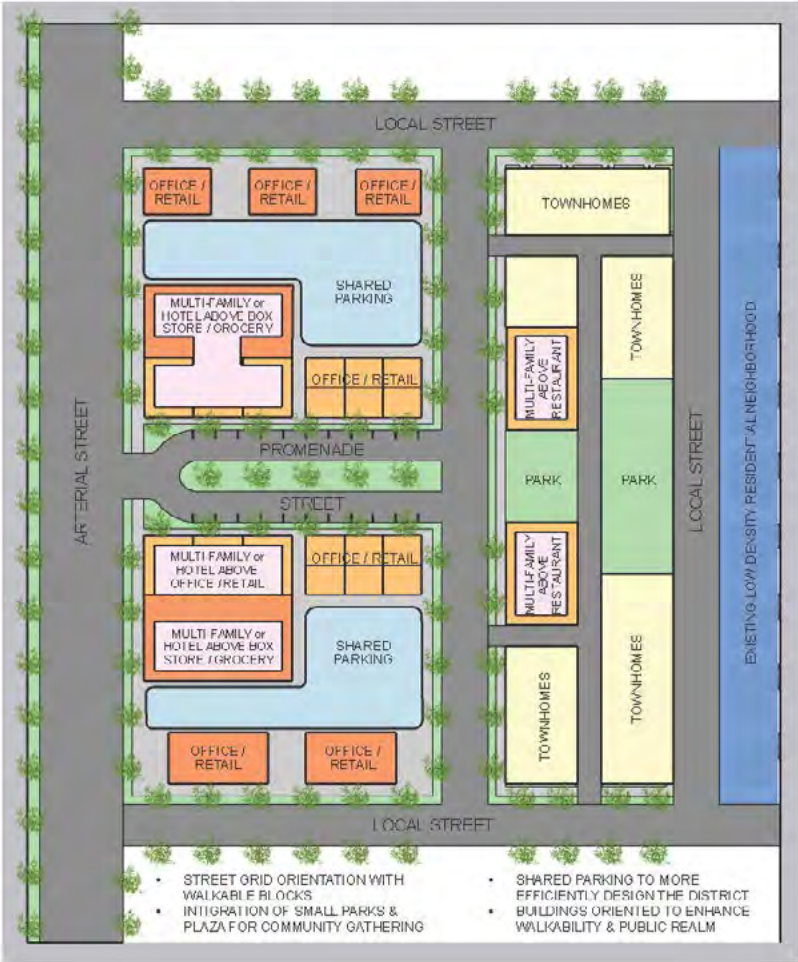 LOCAL STREET
OFFICE /
RETAIL
OFFICE /
RETAIL
OFFICE /
RETAIL
TOWNHOMES
SHARED
PARKING
MULTI-FAMILY or
HOTEL ABOVE BOX
STORE / GROCERY
TOWNHOMES
MULTI-FAMILY
ABOVE
RESTAURANT
OFFICE / RETAIL
ARTERIAL STREET
PROMENADE
STREET
PARK
PARK
LOCAL STREET
EXISTING LOW DENSITY RESIDENTIAL NEIGHBORHOOD
MULTI-FAMILY or
HOTEL ABOVE
OFFICE / RETAIL
OFFICE / RETAIL
MULTI-FAMILY
ABOVE
RESTAURANT
MULTI-FAMILY or
HOTEL ABOVE BOX
STORE / GROCERY
SHARED
PARKING
TOWNHOMES
TOWNHOMES
OFFICE /
RETAIL
OFFICE /
RETAIL
LOCAL STREET
• STREET GRID ORIENTATION WITH
WALKABLE BLOCKS
• INTIGRATION OF SMALL PARKS &
PLAZA FOR COMMUNITY GATHERING
• SHARED PARKING TO MORE
EFFICIENTLY DESIGN THE DISTRICT
• BUILDINGS ORIENTED TO ENHANCE
WALKABILITY & PUBLIC REALM